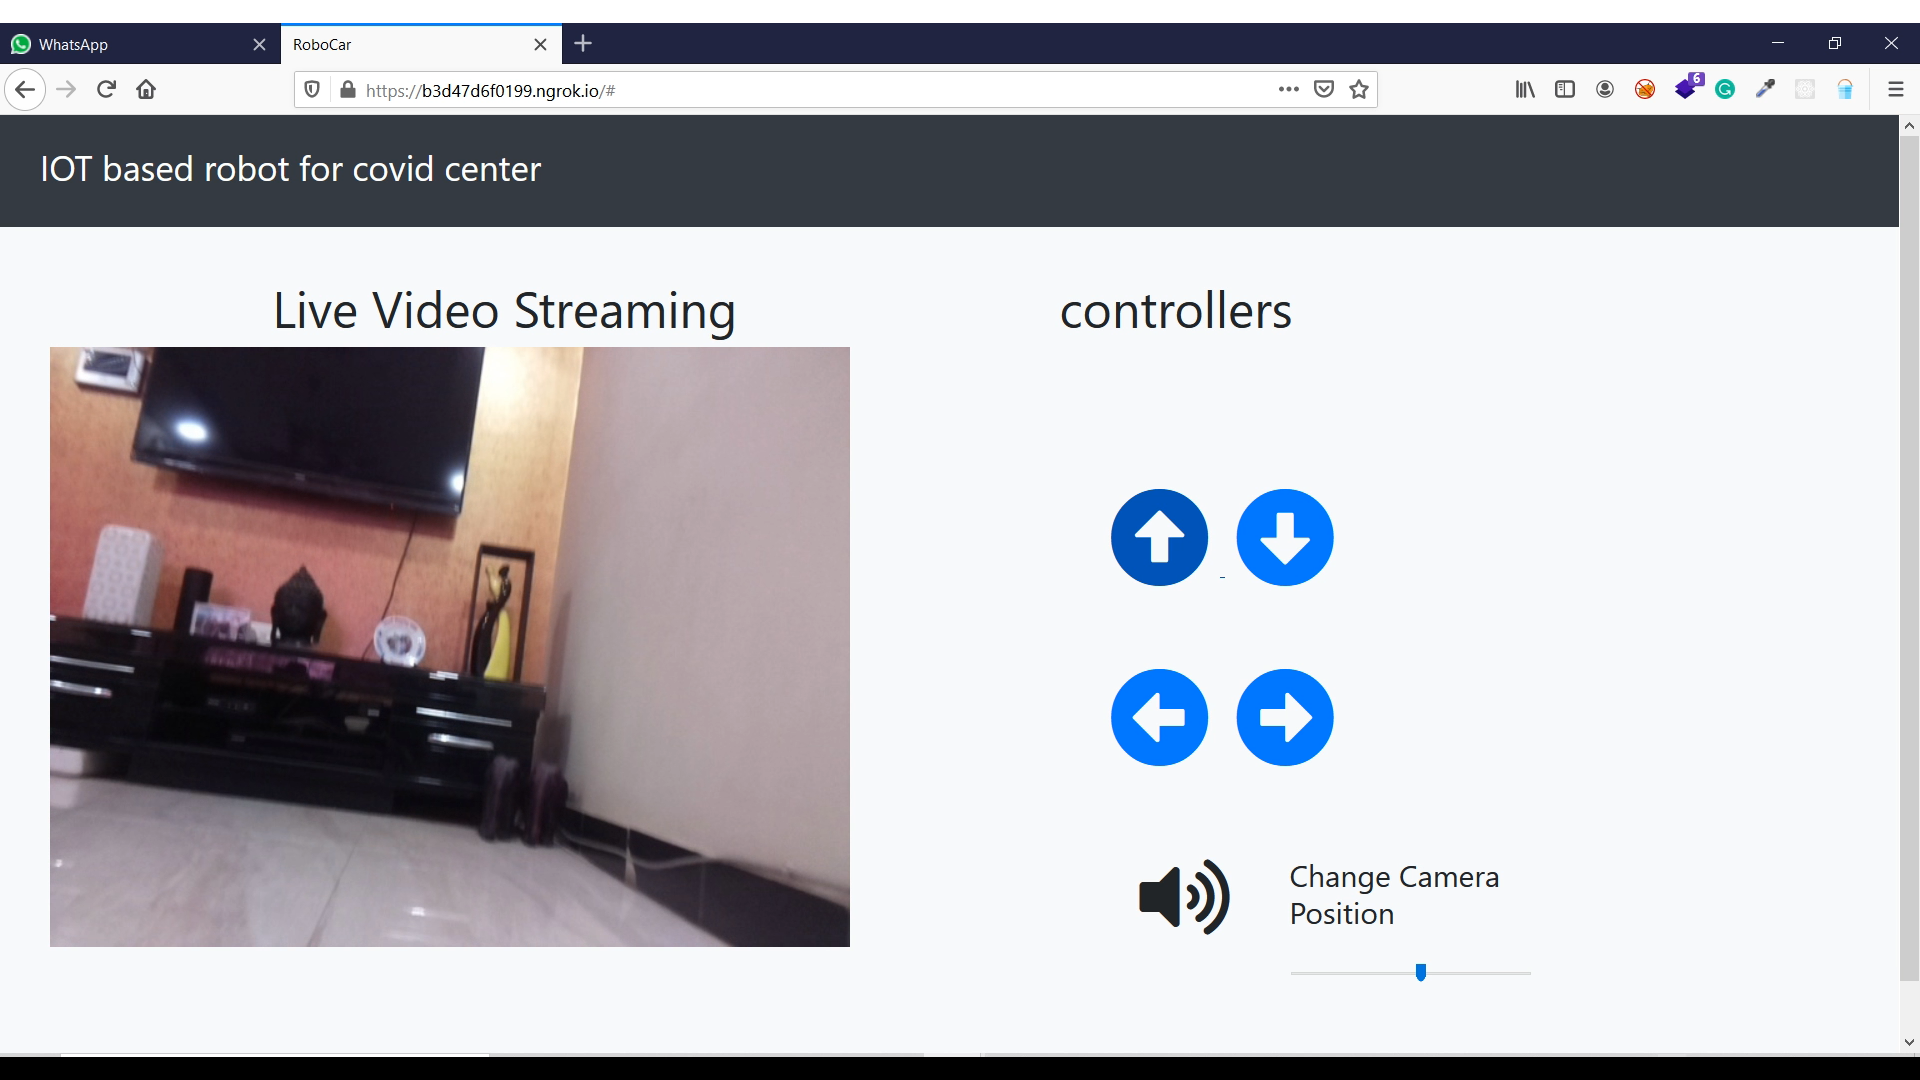 WhatsApp
RoboCar
https://b3d47d6f0199.ngrok.io/#
6
IOT based robot for covid center
Live Video Streaming
controllers
Change Camera
Position